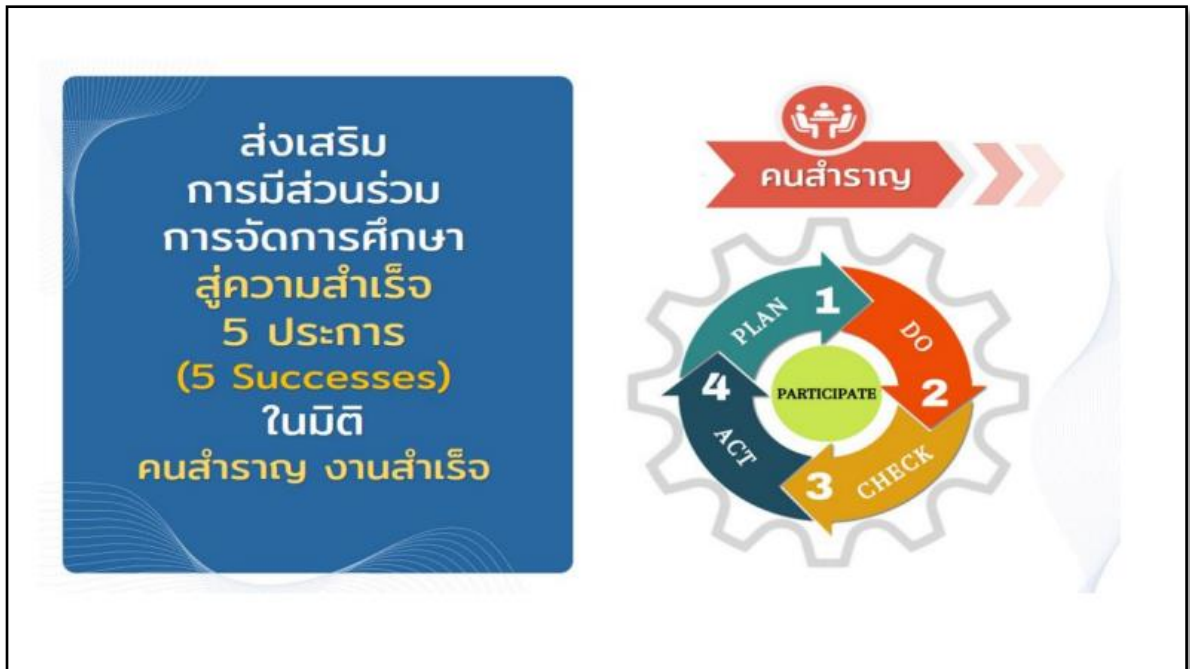 ส่งเสริม
การมีส่วนร่วม
การจัดการศึกษา
สู่ความสำเร็จ
5 ประการ
(5 Successes)
ในมิติ
คนสำราญ งานสำเร็จ
คนสำราญ
PLAN 1
DO
2
CHECK
3
ACT
4
PARTICIPATE